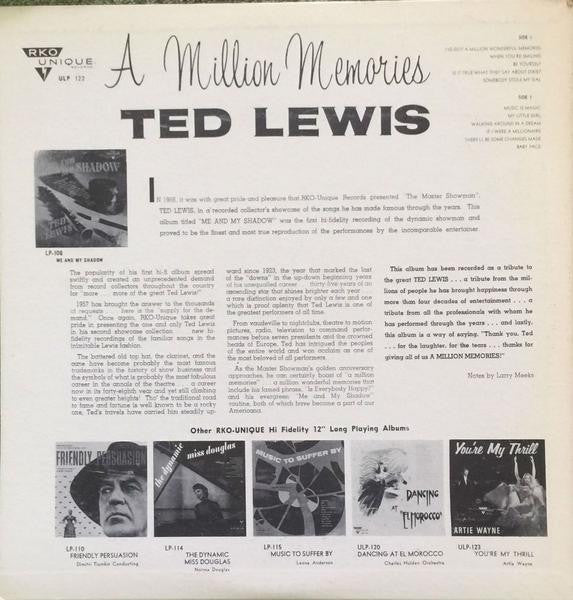 RKO
UNIQUE
RECORDS
ULP 122
A Million Memories
TED LEWIS
SIDE 1
I'VE GOT A MILLION WONDERFUL MEMORIES
WHEN YOU'RE SMILING
BE YOURSELF
IS IT TRUE WHAT THEY SAY ABOUT DIXIE?
SOMEBODY STOLE MY GAL
MUSIC IS MAGIC
MY LITTLE GIRL
WALKING AROUND IN A DREAM
IF I WERE A MILLIONAIRE
THERE'LL BE SOME CHANGES MADE
BABY FACE
SHADOW
TED
LEWIS
LP-108
ME AND MY SHADOW
IN 1956, it was with great pride and pleasure that RKO-Unique Records presented "The Master Showman",
TED LEWIS, in a recorded collector's showcase of the songs he has made famous through the years. This
album titled "ME AND MY SHADOW" was the first hi-fidelity recording of the dynamic showman and
proved to be the finest and most true reproduction of the performances by the incomparable entertainer.
The popularity of his first hi-fi album spread
swiftly and created an unprecedented demand
from record collectors throughout the country
for "more . . more of the great Ted Lewis!"
1957 has brought the answer to the thousands
of requests . . . here is the "supply for the de-
mand." Once again, RKO-Unique takes great
pride in presenting the one and only Ted Lewis
in his second showcase collection . . . new hi-
fidelity recordings of the familiar songs in the
inimitable Lewis fashion.
The battered old top hat, the clarinet, and the
cane have become probably the most famous
trademarks in the history of show business and
the symbols of what is probably the most fabulous
career in the annals of the theatre . . . a career
now in its forty-eighth year and yet still climbing
to even greater heights! Tho' the traditional road
to fame and fortune is well known to be a rocky
one, Ted's travels have carried him steadily up-
ward since 1923, the year that marked the last
of the "downs" in the up-down beginning years
of his unequalled career . . thirty five years of an
ascending star that shines brighter each year . .
a rare distinction enjoyed by only a few and one
which is proof aplenty that Ted Lewis is one of
the greatest performers of all time.
From vaudeville to nightclubs, theatre to motion
pictures, radio, television to command perfor-
mances before seven presidents and the crowned
heads of Europe, Ted has intrigued the peoples
of the entire world and won acclaim as one of
the most beloved of all performers.
As the Master Showman's golden anniversary
approaches, he can certainly boast of "a million
memories" . . . a million wonderful memories that
include his famed phrase, "Is Everybody Happy?"
and his evergreen "Me and My Shadow"
routine, both of which have become a part of our
Americana.
This album has been recorded as a tribute to
the great TED LEWIS . . . a tribute from the mil-
lions of people he has brought happiness through
more than four decades of entertainment . . . a
tribute from all the professionals with whom he
has performed through the years . . . and lastly,
this album is a way of saying, "Thank you, Ted
. . . for the laughter, for the tears . . . thanks for
giving all of us A MILLION MEMORIES!"
Notes by Larry Meeks
Other RKO-UNIQUE Hi Fidelity 12" Long Playing Albums
FRIENDLY PERSUASION
the dynamic miss douglas
MUSIC TO SUFFER BY
DANCING
AT
EL MOROCCO
You're My Thrill
ARTIE WAYNE
LP-110
FRIENDLY PERSUASION
Dimitri Tiomkin Conducting
LP-114
THE DYNAMIC
MISS DOUGLAS
Norma Douglas
LP-115
MUSIC TO SUFFER BY
Leona Anderson
ULP-120
DANCING AT EL MOROCCO
Charles Holden Orchestra
ULP-123
YOU'RE MY THRILL
Artie Wayne